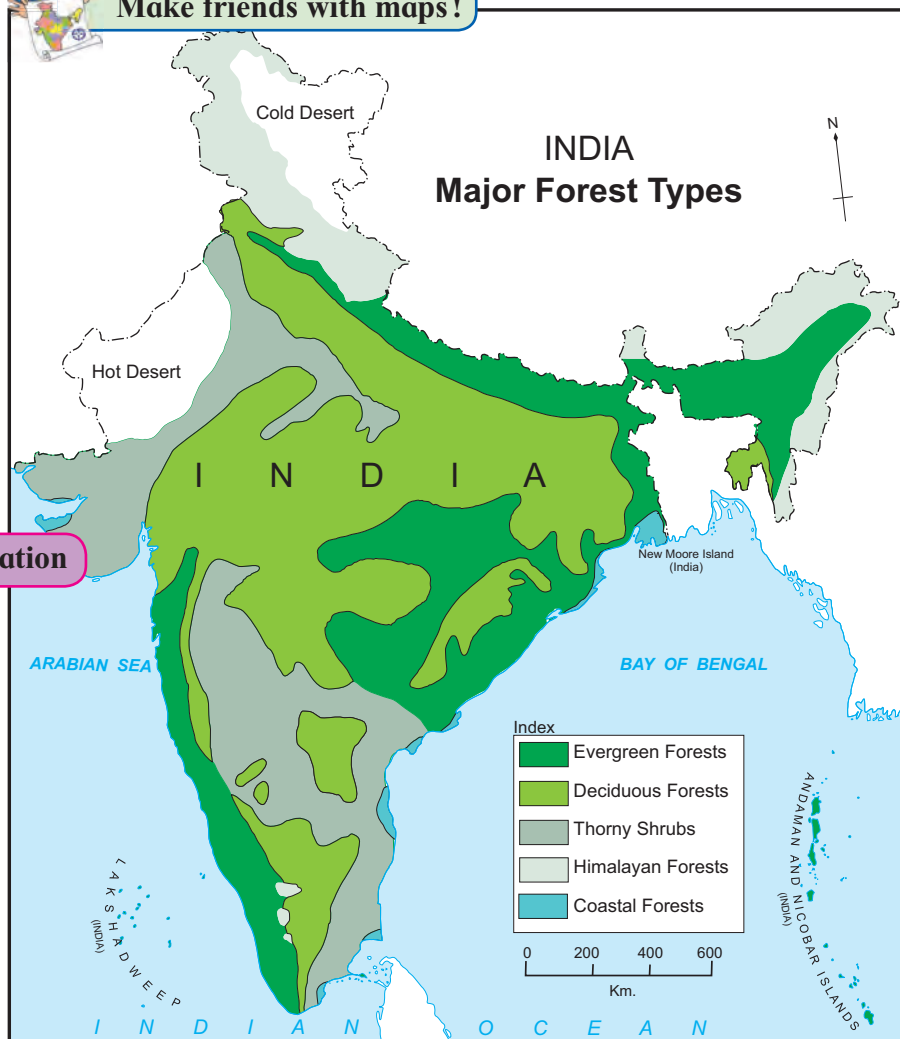 Make friends with maps!
Cold Desert
INDIA
Major Forest Types
N
Hot Desert
I N D I A
ation
New Moore Island
(India)
ARABIAN SEA
BAY OF BENGAL
Index
Evergreen Forests
Deciduous Forests
Thorny Shrubs
Himalayan Forests
Coastal Forests
0 200 400 600
Km.
LAKSHADWEEP
(INDIA)
ANDAMAN AND NICOBAR ISLANDS
(INDIA)
I N D I A N O C E A N